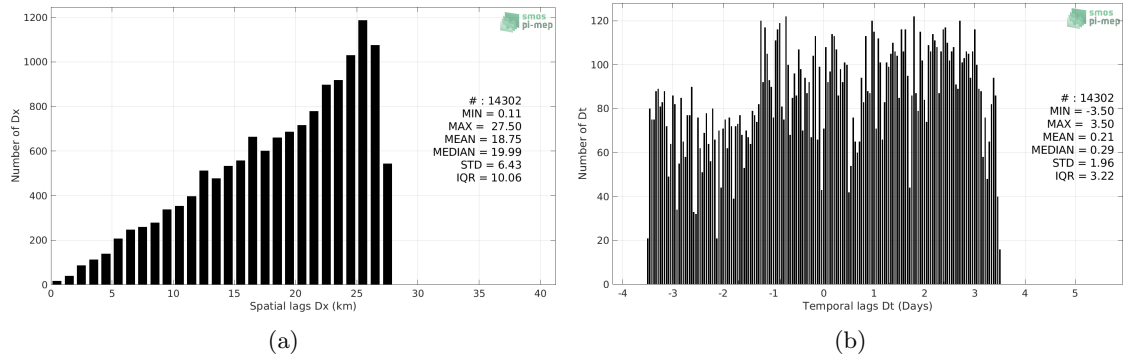 1200
1000
800
600
400
200
0
Number of Dx
smos
pi-mep
# : 14302
MIN = 0.11
MAX = 27.50
MEAN = 18.75
MEDIAN = 19.99
STD = 6.43
IQR = 10.06
0 5 10 15 20 25 30 35 40
Spatial lags Dx (km)
(a)
120
100
80
60
40
20
0
Number of Dt
smos
pi-mep
# : 14302
MIN = -3.50
MAX = 3.50
MEAN = 0.21
MEDIAN = 0.29
STD = 1.96
IQR = 3.22
-4 -3 -2 -1 0 1 2 3 4 5
Temporal lags Dt (Days)
(b)